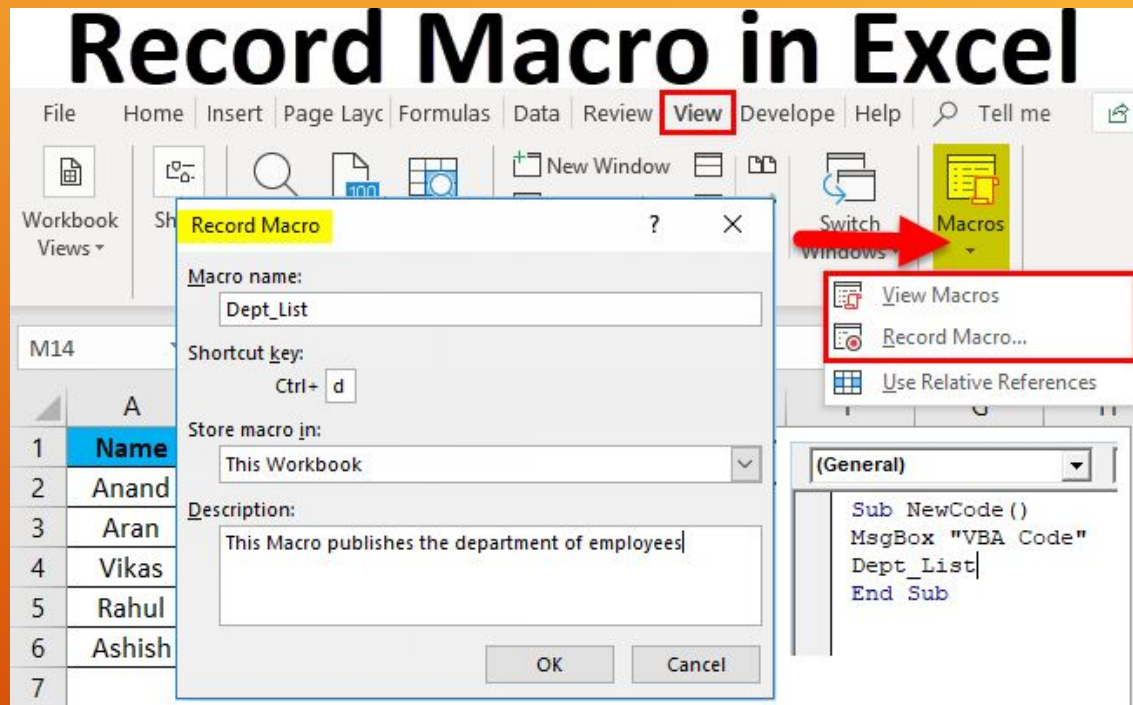 Record Macro in Excel
File Home Insert Page Layc Formulas Data Review View Develope Help Tell me
New Window
100
Workbook
Views
Sh
Switch
Windows
Macros
View Macros
Record Macro...
Use Relative References
Record Macro ? X
Macro name:
Dept_List
Shortcut key:
Ctrl+ d
Store macro in:
This Workbook
Description:
This Macro publishes the department of employees
OK Cancel
M14
A
1 Name
2 Anand
3 Aran
4 Vikas
5 Rahul
6 Ashish
7
(General)
Sub NewCode()
MsgBox "VBA Code"
Dept_List
End Sub